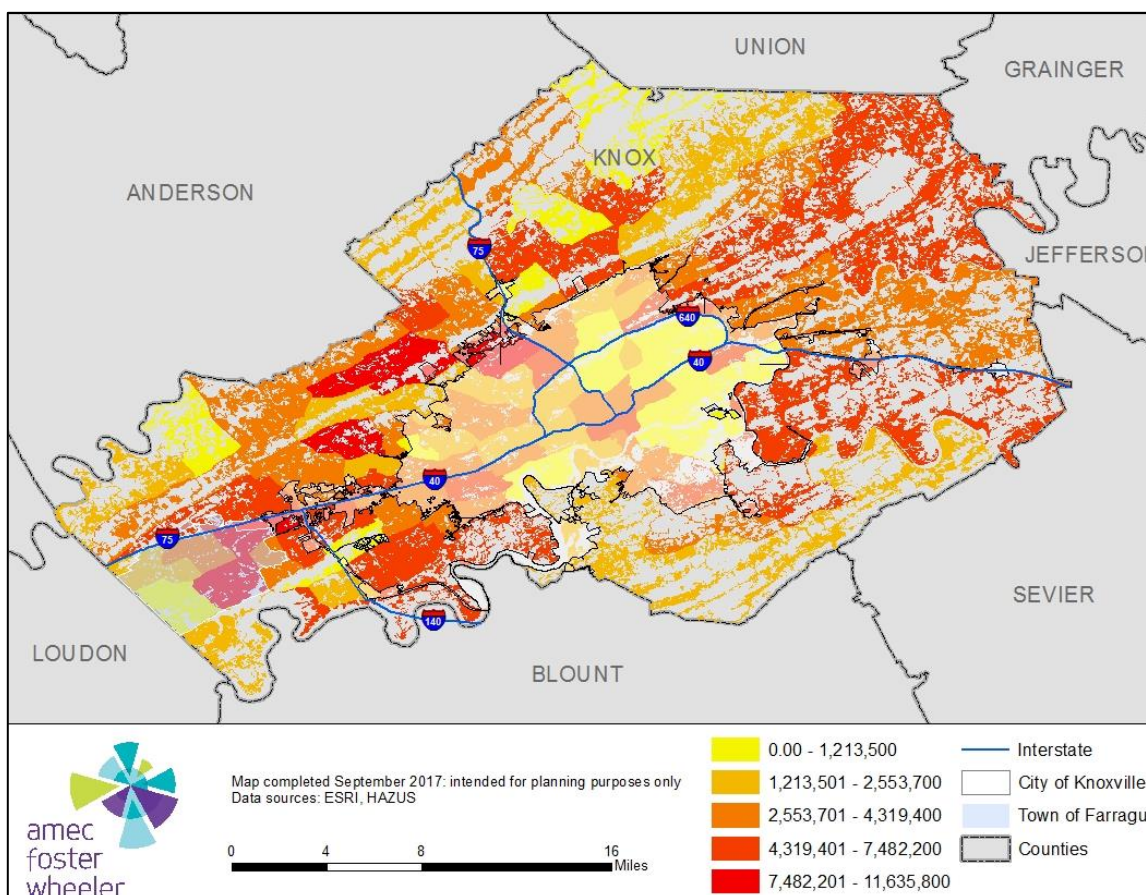 UNION
GRAINGER
KNOX
ANDERSON
75
JEFFERSON
640
40
40
75
SEVIER
LOUDON
140
BLOUNT
0.00 - 1,213,500
1,213,501 - 2,553,700
2,553,701 - 4,319,400
4,319,401 - 7,482,200
7,482,201 - 11,635,800
Interstate
City of Knoxville
Town of Farragu
Counties
Map completed September 2017: intended for planning purposes only
Data sources: ESRI, HAZUS
0 4 8 16
Miles
amec
foster
wheeler